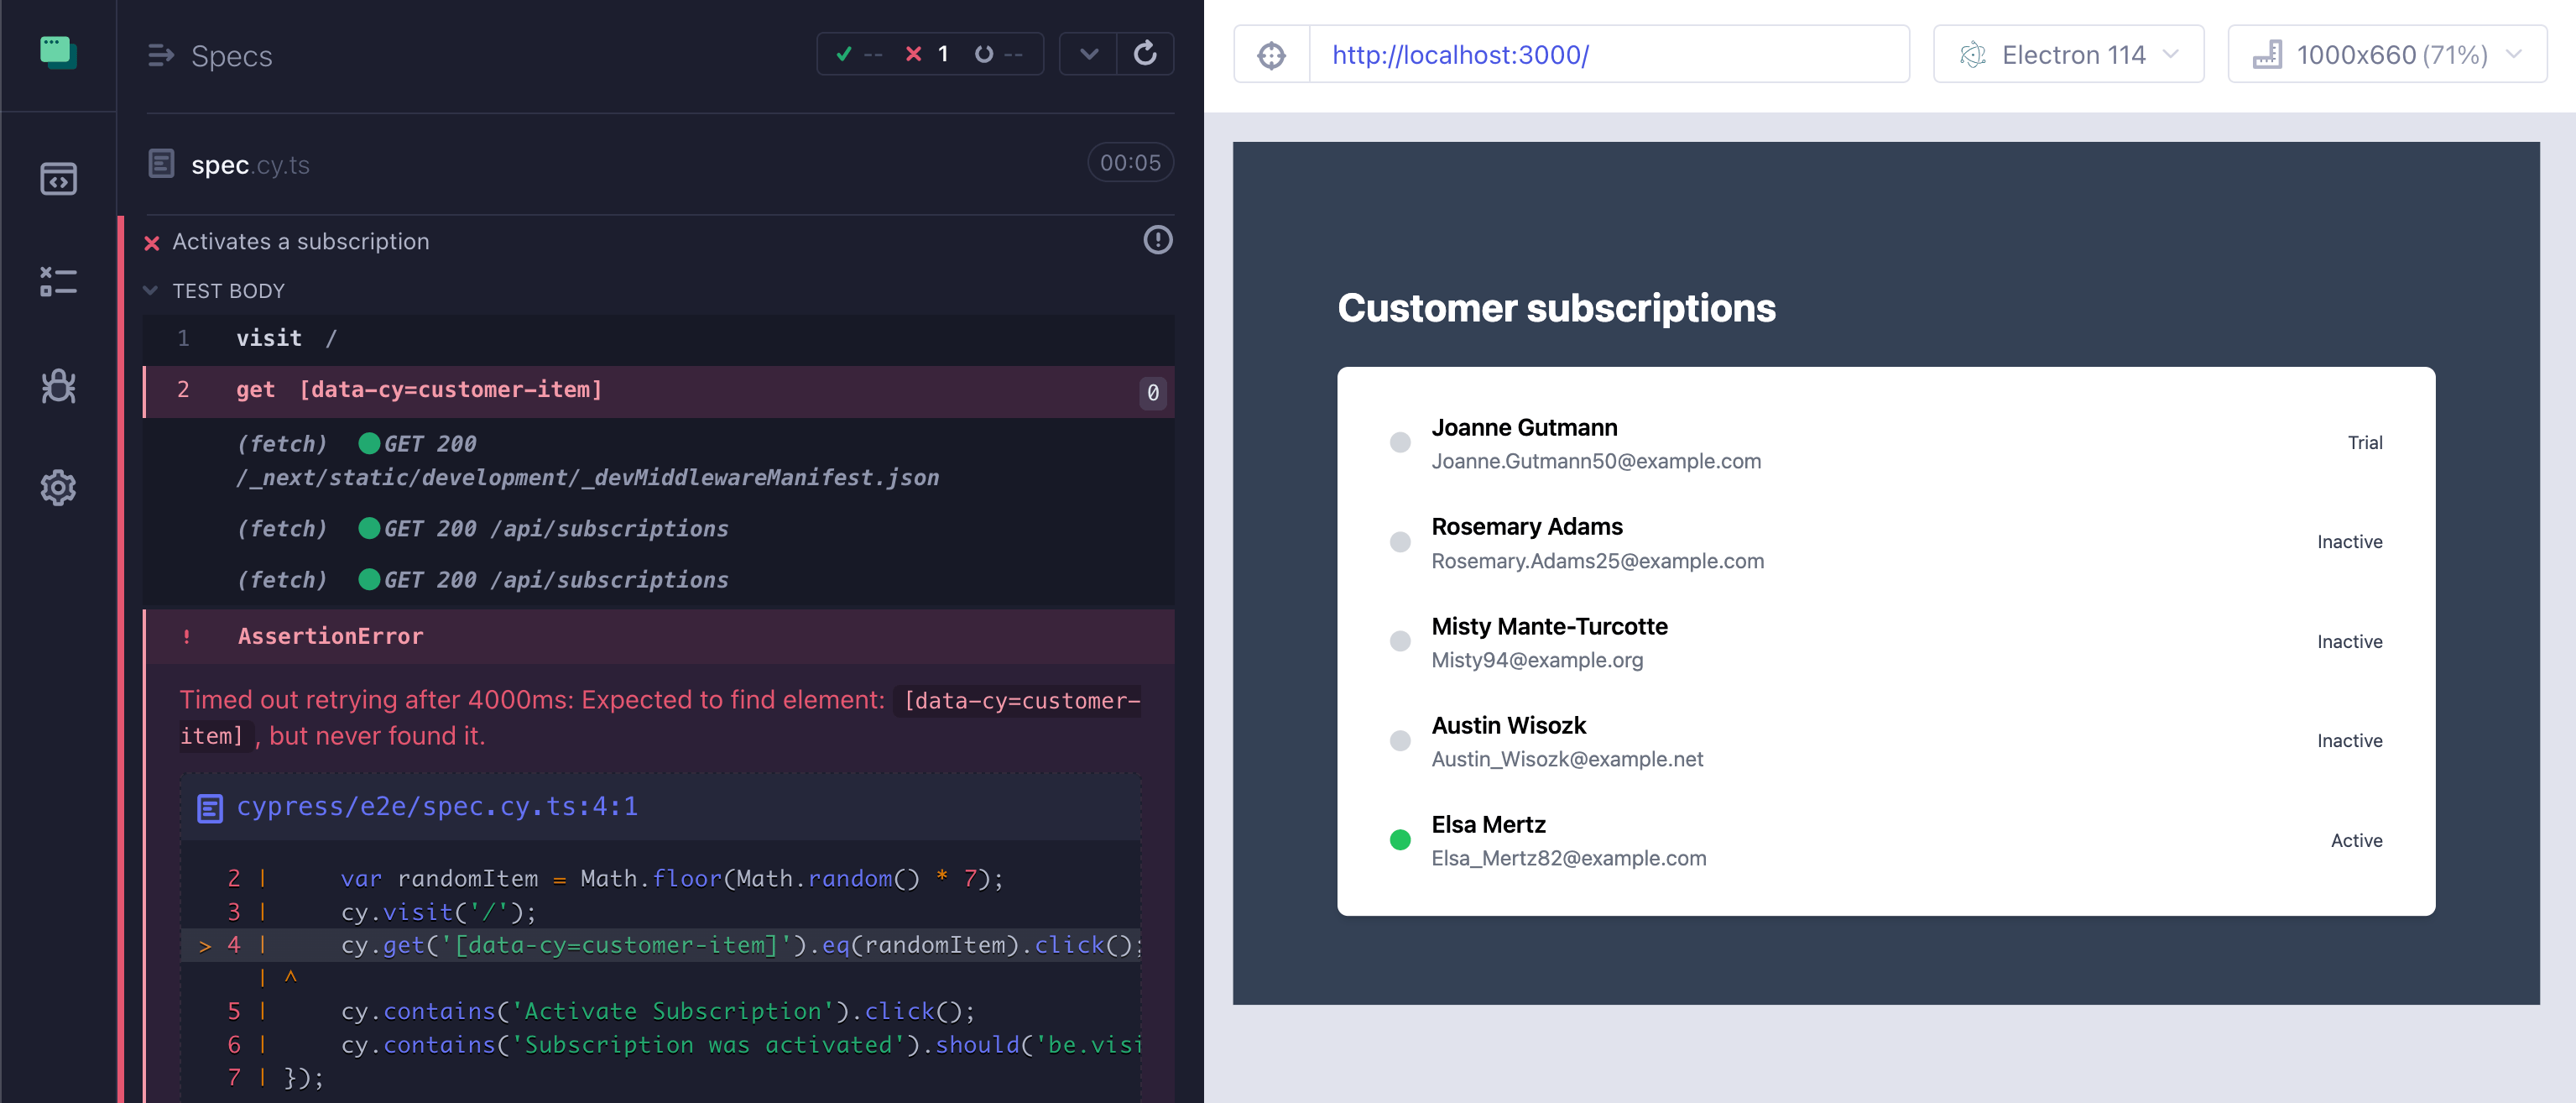 Specs
-- 1 --
spec.cy.ts
00:05
Activates a subscription
TEST BODY
1 visit /
2 get [data-cy=customer-item] 0
(fetch) GET 200
/_next/static/development/_devMiddlewareManifest.json
(fetch) GET 200 /api/subscriptions
(fetch) GET 200 /api/subscriptions
! AssertionError
Timed out retrying after 4000ms: Expected to find element: [data-cy=customer-
item] , but never found it.
cypress/e2e/spec.cy.ts:4:1
2 | var randomItem = Math.floor(Math.random() * 7);
3 | cy.visit('/');
> 4 | cy.get('[data-cy=customer-item]').eq(randomItem).click();
| ^
5 | cy.contains('Activate Subscription').click();
6 | cy.contains('Subscription was activated').should('be.visi
7 | });
http://localhost:3000/
Electron 114
1000x660 (71%)
Customer subscriptions
Joanne Gutmann
Joanne.Gutmann50@example.com
Trial
Rosemary Adams
Rosemary.Adams25@example.com
Inactive
Misty Mante-Turcotte
Misty94@example.org
Inactive
Austin Wisozk
Austin_Wisozk@example.net
Inactive
Elsa Mertz
Elsa_Mertz82@example.com
Active